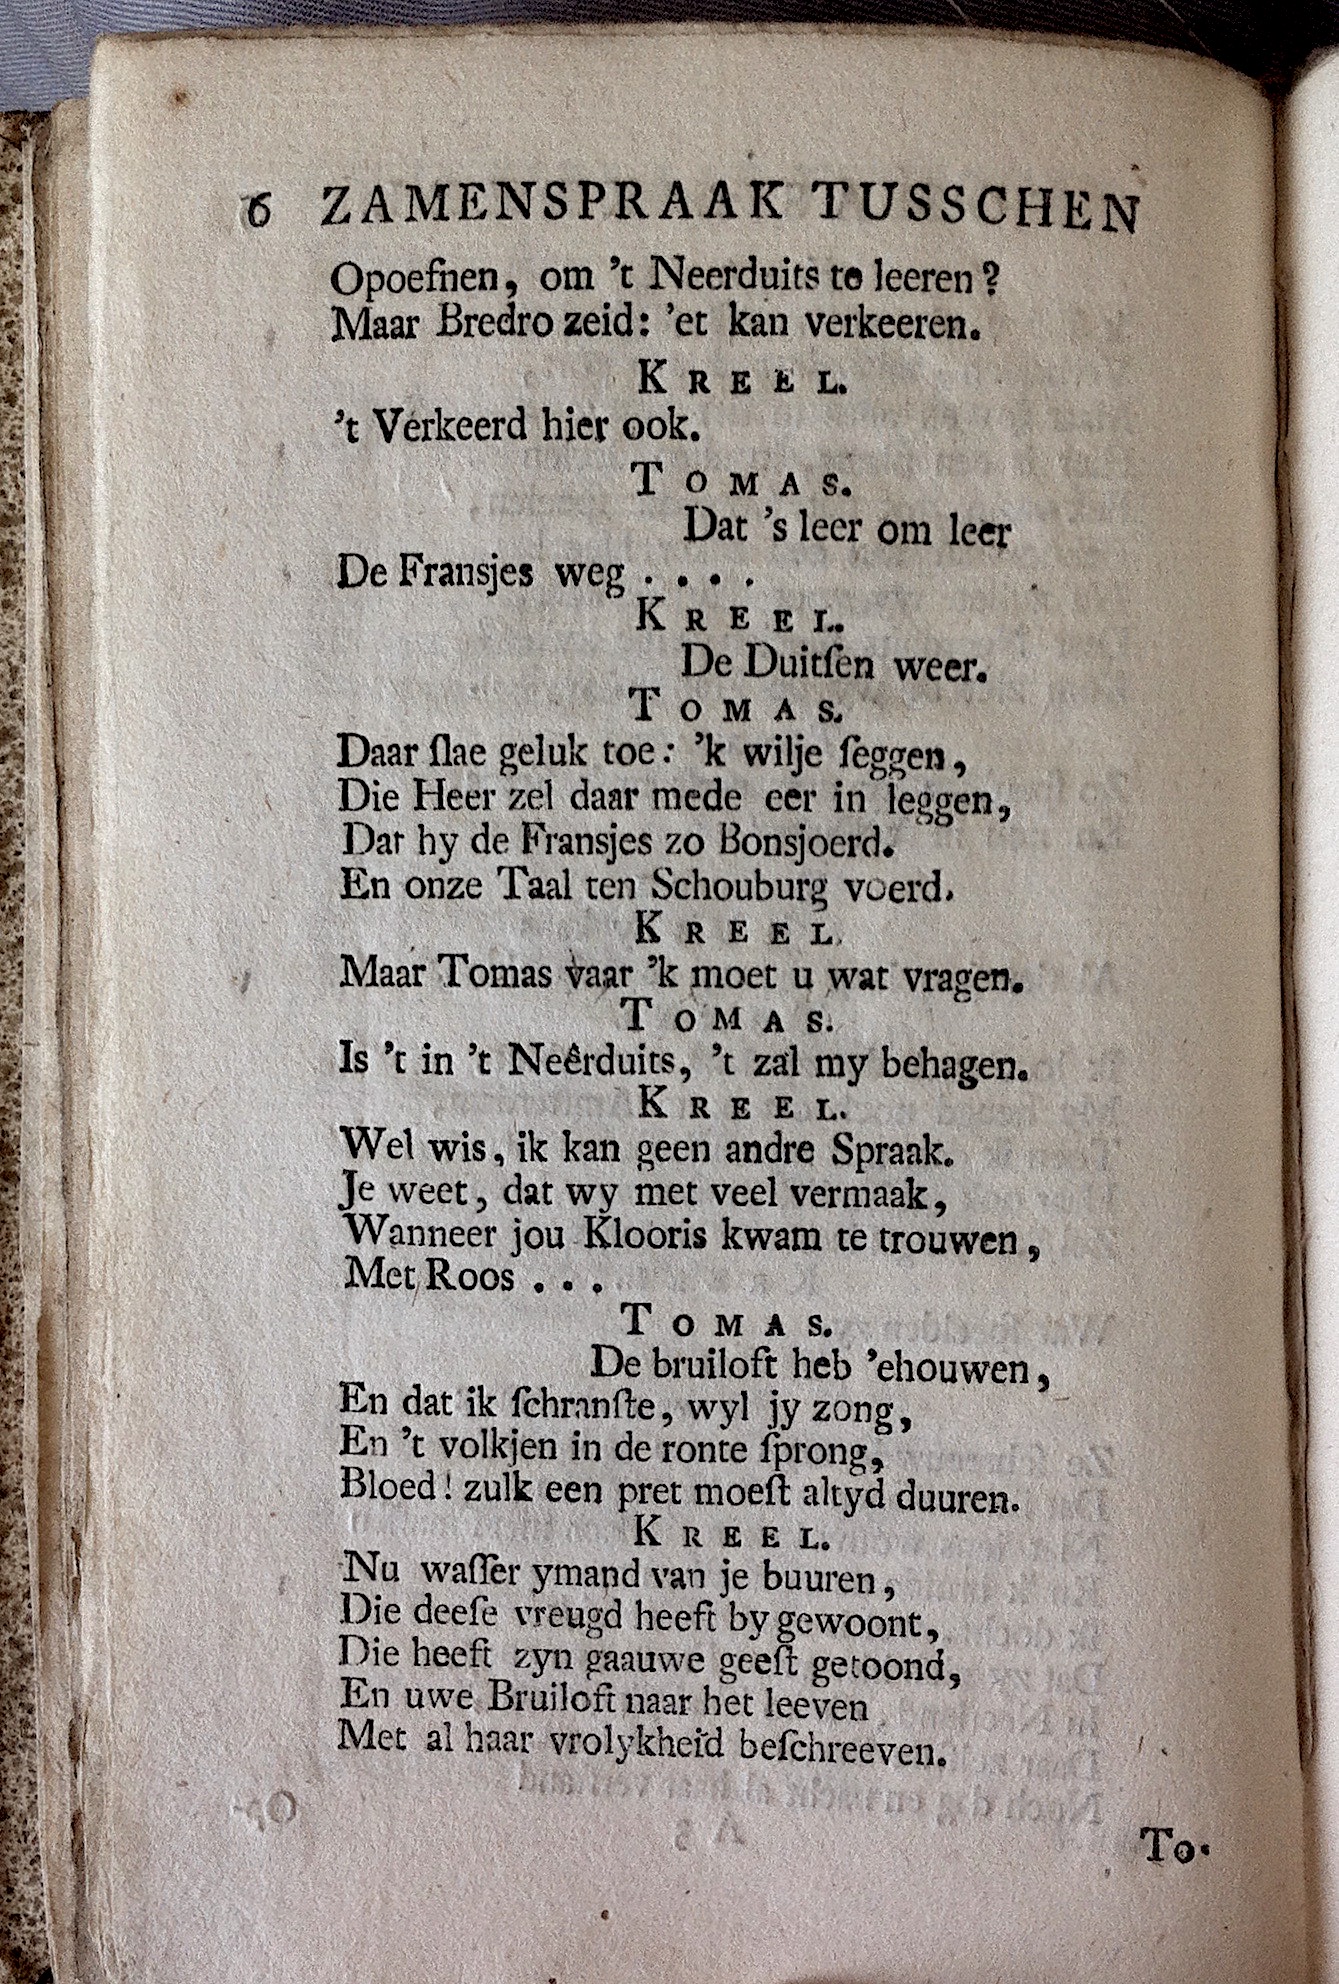 6 ZAMENSPRAAK TUSSCHEN
Opoefnen, om 't Neerduits te leeren?
Maar Bredro zeid: 'et kan verkeeren.
KREEL.
't Verkeerd hier ook.
TOMAS.
Dat 's leer om leer
De Fransjes weg . . . .
KREEL.
De Duitſen weer.
TOMAS.
Daar ſlae geluk toe: 'k wilje ſeggen,
Die Heer zel daar mede eer in leggen,
Dat hy de Fransjes zo Bonsjoerd.
En onze Taal ten Schouburg voerd.
KREEL.
Maar Tomas vaar 'k moet u wat vragen.
TOMAS.
Is 't in 't Neêrduits, 't zal my behagen.
KREEL.
Wel wis, ik kan geen andre Spraak.
Je weet, dat wy met veel vermaak,
Wanneer jou Klooris kwam te trouwen,
Met Roos . . .
TOMAS.
De bruiloft heb 'ehouwen,
En dat ik ſchranſte, wyl jy zong,
En 't volkjen in de ronte ſprong,
Bloed! zulk een pret moeſt altyd duuren.
KREEL.
Nu waſſer ymand van je buuren,
Die deeſe vreugd heeft by gewoont,
Die heeft zyn gaauwe geeſt getoond,
En uwe Bruiloft naar het leeven
Met al haar vrolykheid beſchreeven.
To-